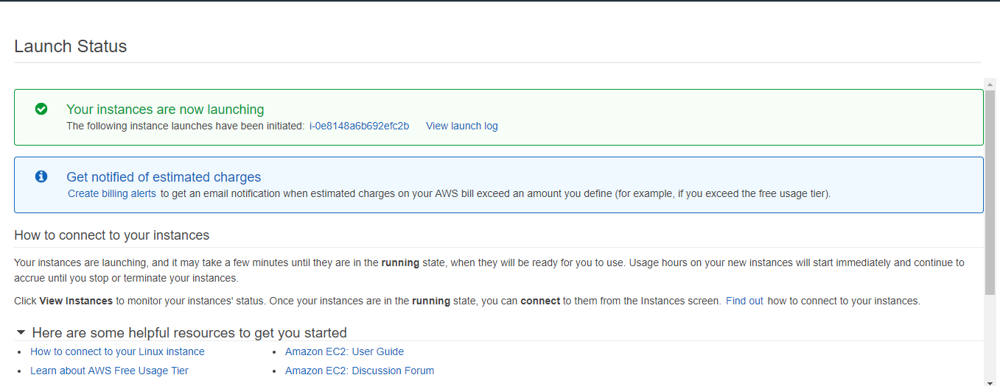 Launch Status
Your instances are now launching
The following instance launches have been initiated: i-0e8148a6b692efc2b View launch log
Get notified of estimated charges
Create billing alerts to get an email notification when estimated charges on your AWS bill exceed an amount you define (for example, if you exceed the free usage tier).
How to connect to your instances
Your instances are launching, and it may take a few minutes until they are in the running state, when they will be ready for you to use. Usage hours on your new instances will start immediately and continue to
accrue until you stop or terminate your instances.
Click View Instances to monitor your instances' status. Once your instances are in the running state, you can connect to them from the Instances screen. Find out how to connect to your instances.
Here are some helpful resources to get you started
• How to connect to your Linux instance
• Amazon EC2: User Guide
• Learn about AWS Free Usage Tier
• Amazon EC2: Discussion Forum